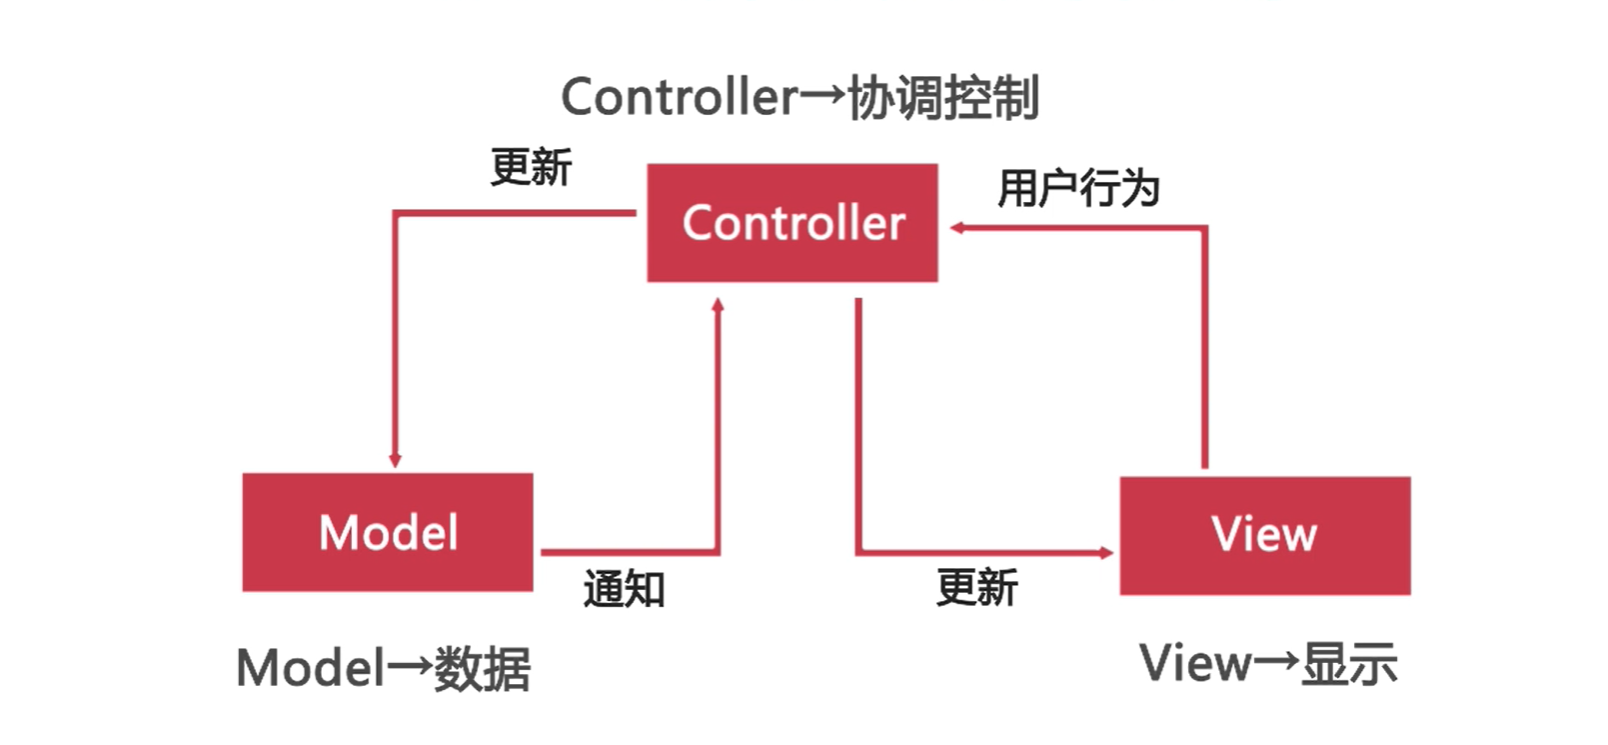 Controller→协调控制
更新
Controller
用户行为
Model
View
通知
更新
Model→数据
View→显示